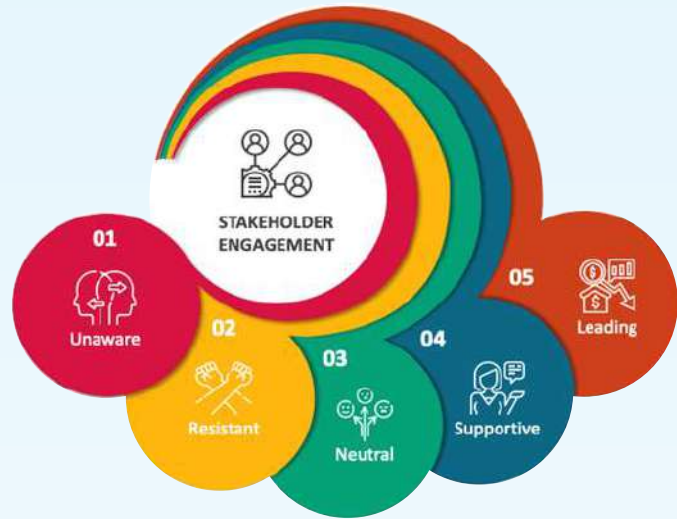 STAKEHOLDER
ENGAGEMENT
01
Unaware
02
Resistant
03
Neutral
04
Supportive
05
Leading